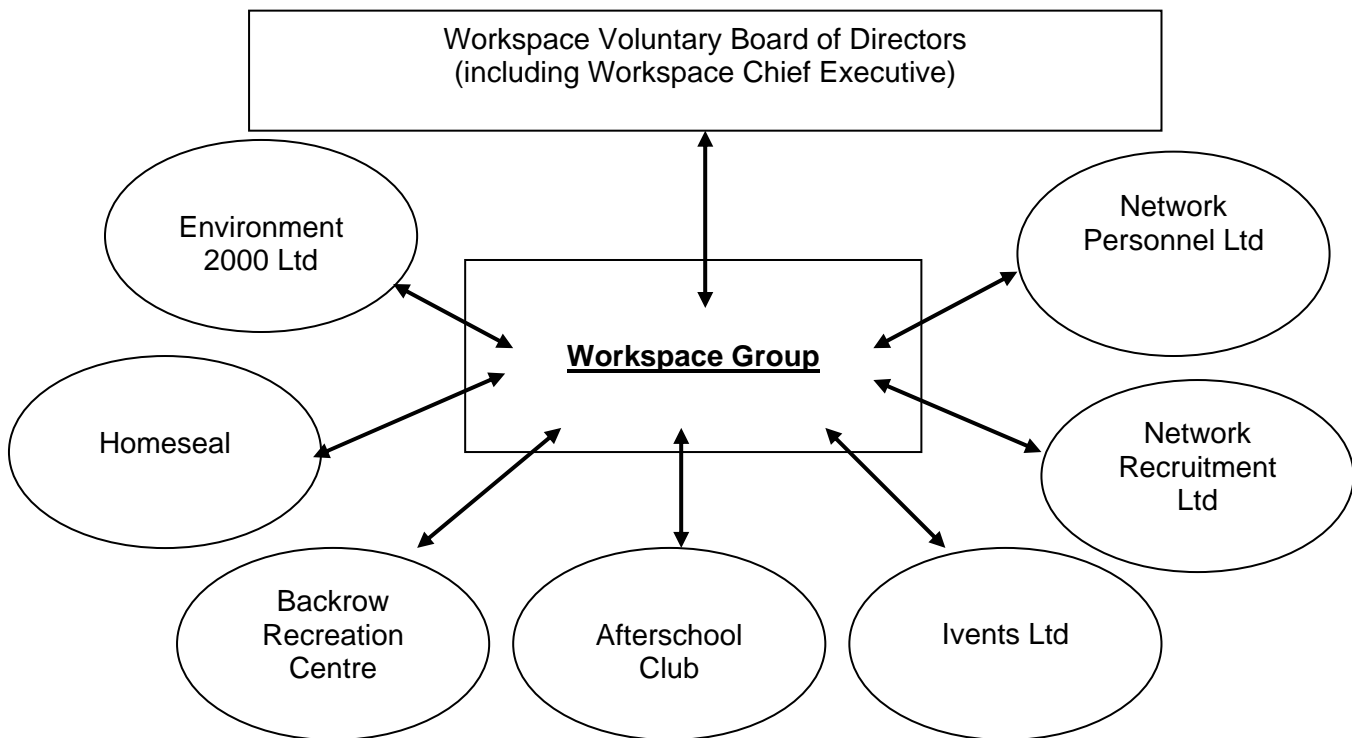 Workspace Voluntary Board of Directors
(including Workspace Chief Executive)
Environment
2000 Ltd
Network
Personnel Ltd
Workspace Group
Homeseal
Network
Recruitment
Ltd
Backrow
Recreation
Centre
Afterschool
Club
Ivents Ltd